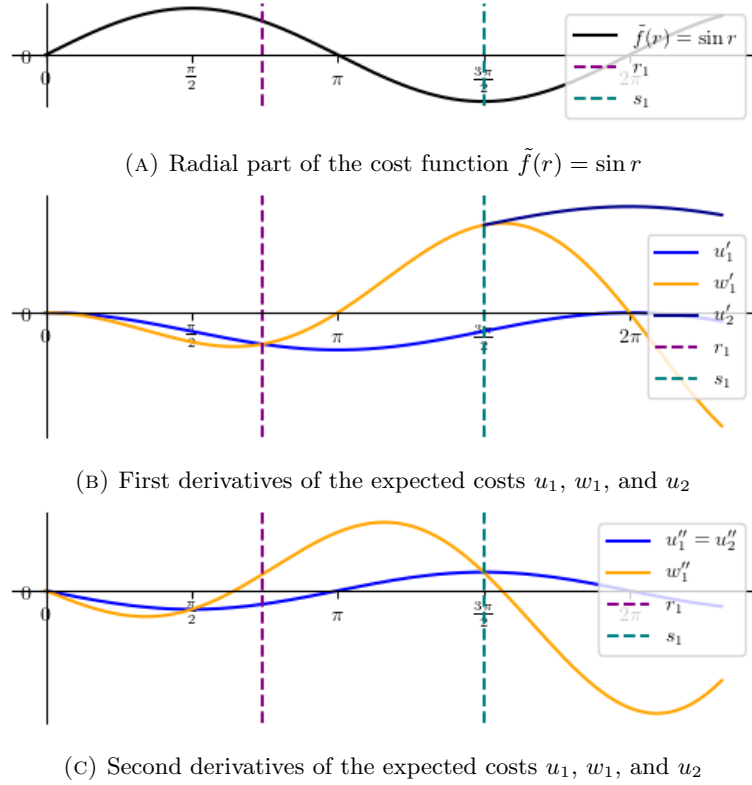 0
0
π/2
π
3π/2
2π
f̃(r) = sin r
r₁
s₁
(A) Radial part of the cost function f̃(r) = sin r
0
0
π/2
π
3π/2
2π
u′₁
w′₁
u′₂
r₁
s₁
(B) First derivatives of the expected costs u₁, w₁, and u₂
0
0
π/2
π
3π/2
2π
u″₁ = u″₂
w″₁
r₁
s₁
(C) Second derivatives of the expected costs u₁, w₁, and u₂